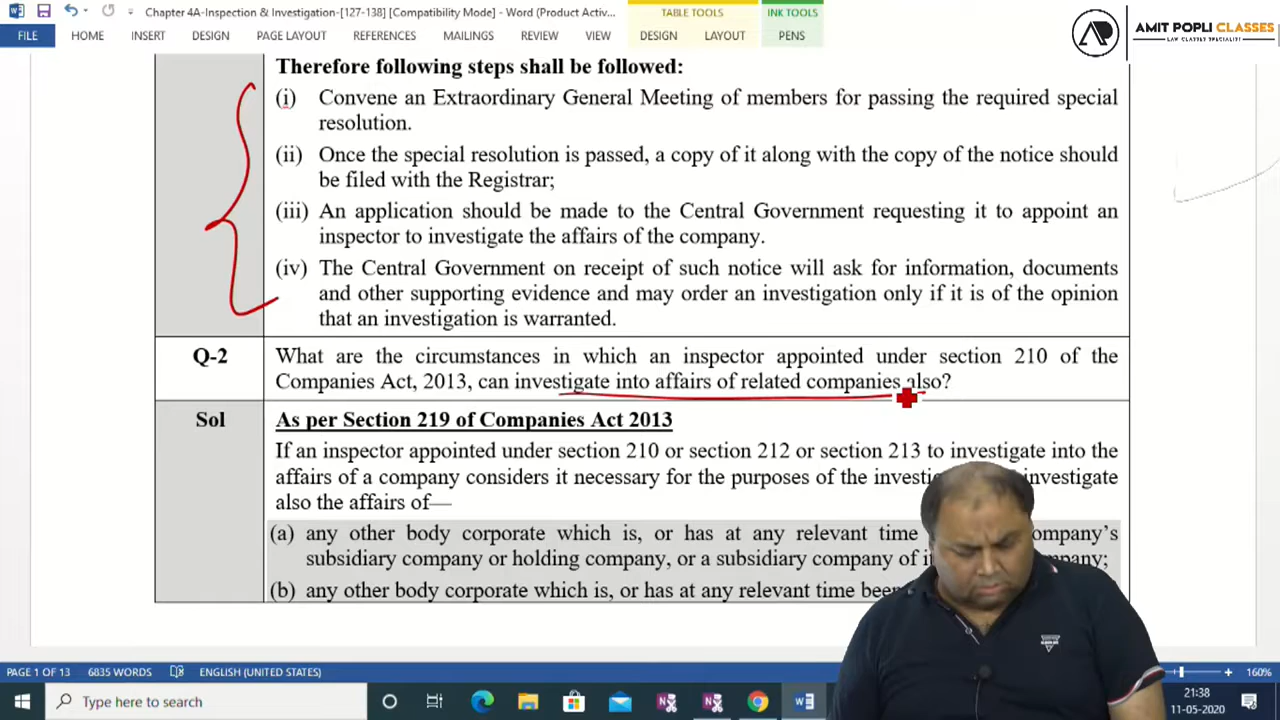 Chapter 4A-Inspection & Investigation-[127-138] [Compatibility Mode] - Word (Product Activ...
TABLE TOOLS
INK TOOLS
FILE
HOME
INSERT
DESIGN
PAGE LAYOUT
REFERENCES
MAILINGS
REVIEW
VIEW
DESIGN
LAYOUT
PENS
AMIT POPLI CLASSES
Therefore following steps shall be followed:
(i) Convene an Extraordinary General Meeting of members for passing the required special
resolution.
(ii) Once the special resolution is passed, a copy of it along with the copy of the notice should
be filed with the Registrar;
(iii) An application should be made to the Central Government requesting it to appoint an
inspector to investigate the affairs of the company.
(iv) The Central Government on receipt of such notice will ask for information, documents
and other supporting evidence and may order an investigation only if it is of the opinion
that an investigation is warranted.
Q-2
What are the circumstances in which an inspector appointed under section 210 of the
Companies Act, 2013, can investigate into affairs of related companies also?
Sol
As per Section 219 of Companies Act 2013
If an inspector appointed under section 210 or section 212 or section 213 to investigate into the
affairs of a company considers it necessary for the purposes of the investigate
also the affairs of—
(a) any other body corporate which is, or has at any relevant time
subsidiary company or holding company, or a subsidiary company of
(b) any other body corporate which is, or has at any relevant time
PAGE 1 OF 13
6835 WORDS
ENGLISH (UNITED STATES)
160%
Type here to search
21:38
11-05-2020